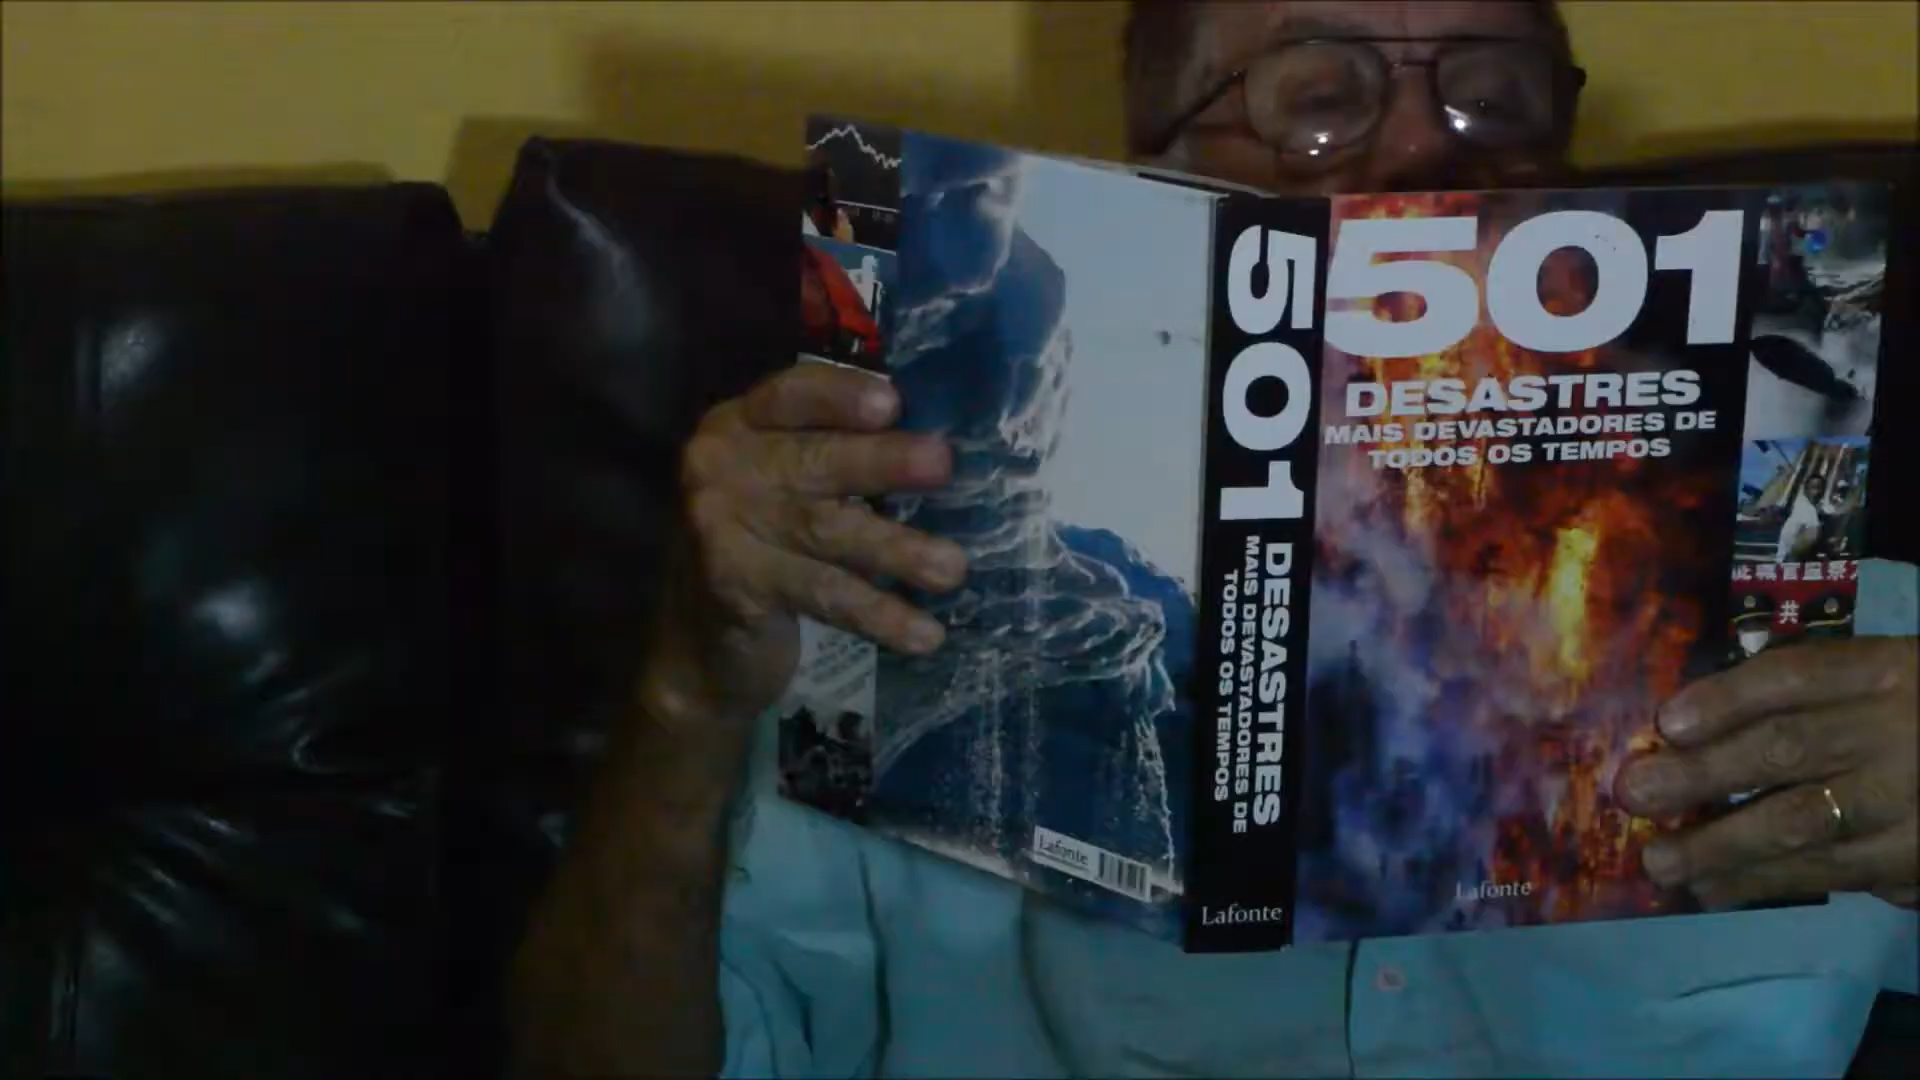 501
DESASTRES
MAIS DEVASTADORES DE
TODOS OS TEMPOS
Lafonte
Lafonte
501
DESASTRES
MAIS DEVASTADORES DE
TODOS OS TEMPOS
Lafonte
共